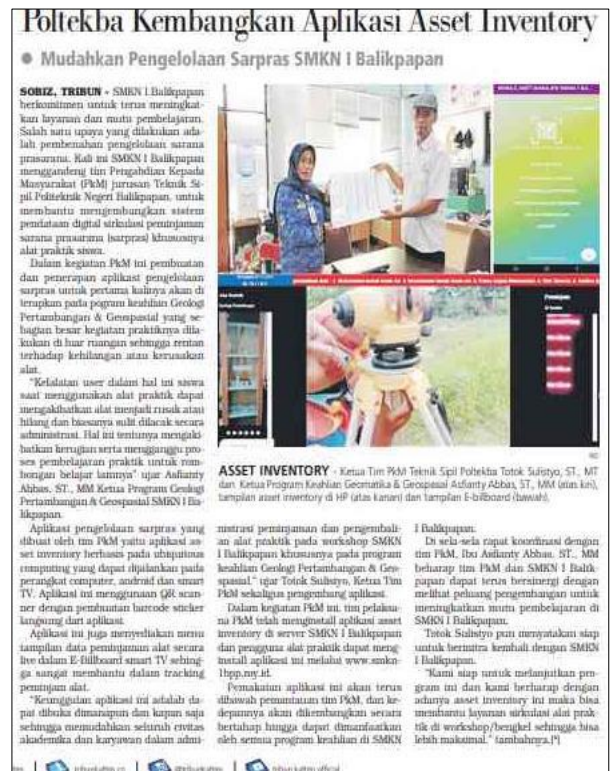 Poltekba Kembangkan Aplikasi Asset Inventory
● Mudahkan Pengelolaan Sarpras SMKN I Balikpapan
SOBIZ, TRIBUN - SMKN I Balikpapan
berkomitmen untuk terus meningkat-
kan layanan dan mutu pembelajaran.
Salah satu upaya yang dilakukan ada-
lah pembenahan pengelolaan sarana
prasarana. Kali ini SMKN I Balikpapan
menggandeng tim Pengabdian Kepada
Masyarakat (PkM) jurusan Teknik Si-
pil Politeknik Negeri Balikpapan, untuk
membantu mengembangkan sistem
pendataan digital sirkulasi peminjaman
sarana prasarana (sarpras) khususnya
alat praktik siswa.
Dalam kegiatan PkM ini pembuatan
dan penerapan aplikasi pengelolaan
sarpras untuk pertama kalinya akan di
terapkan pada pogram keahlian Geologi
Pertambangan & Geospasial yang se-
bagian besar kegiatan praktiknya dila-
kukan di luar ruangan sehingga rentan
terhadap kehilangan atau kerusakan
alat.
"Kelalaian user dalam hal ini siswa
saat menggunakan alat praktik dapat
mengakibatkan alat menjadi rusak atau
hilang dan biasanya sulit dilacak secara
administrasi. Hal ini tentunya mengaki-
batkan kerugian serta mengganggu pro-
ses pembelajaran praktik untuk rom-
bongan belajar lainnya" ujar Asfianty
Abbas, ST., MM Ketua Program Geologi
Pertambangan & Geospasial SMKN I Ba-
likpapan.
Aplikasi pengelolaan sarpras yang
dibuat oleh tim PkM yaitu aplikasi as-
set inventory berbasis pada ubiquitous
computing yang dapat dijalankan pada
perangkat computer, android dan smart
TV. Aplikasi ini menggunaan QR scan-
ner dengan pembuatan barcode sticker
langsung dari aplikasi.
Aplikasi ini juga menyediakan menu
tampilan data peminjaman alat secara
live dalam E-Billboard smart TV sehing-
ga sangat membantu dalam tracking
peminjam alat.
"Keunggulan aplikasi ini adalah da-
pat dibuka dimanapun dan kapan saja
sehingga memudahkan seluruh civitas
akademika dan karyawan dalam admi-
ASSET INVENTORY - Ketua Tim PkM Teknik Sipil Poltekba Totok Sulistyo, ST., MT
dan Ketua Program Keahlian Geomatika & Geospasial Asfianty Abbas, ST., MM (atas kiri),
tampilan asset inventory di HP (atas kanan) dan tampilan E-billboard (bawah).
nistrasi peminjaman dan pengembali-
an alat praktik pada workshop SMKN
I Balikpapan khususnya pada program
keahlian Geologi Pertambangan & Geo-
spasial." ujar Totok Sulistyo, Ketua Tim
PkM sekaligus pengembang aplikasi.
Dalam kegiatan PkM ini, tim pelaksa-
na PkM telah menginstall aplikasi asset
inventory di server SMKN I Balikpapan
dan pengguna alat praktik dapat meng-
install aplikasi ini melalui www.smkn-
1bpp.my.id.
Pemakaian aplikasi ini akan terus
dibawah pemantauan tim PkM, dan ke-
depannya akan dikembangkan secara
bertahap hingga dapat dimanfaatkan
oleh semua program keahlian di SMKN
I Balikpapan.
Di sela-sela rapat koordinasi dengan
tim PkM, Ibu Asfianty Abbas, ST., MM
beharap tim PkM dan SMKN I Balik-
papan dapat terus bersinergi dengan
melihat peluang pengembangan untuk
meningkatkan mutu pembelajaran di
SMKN I Balikpapan.
Totok Sulistyo pun menyatakan siap
untuk bermitra kembali dengan SMKN
I Balikpapan.
"Kami siap untuk melanjutkan pro-
gram ini dan kami berharap dengan
adanya asset inventory ini maka bisa
membantu layanan sirkulasi alat prak-
tik di workshop/bengkel sehingga bisa
lebih maksimal," tambahnya.[*]